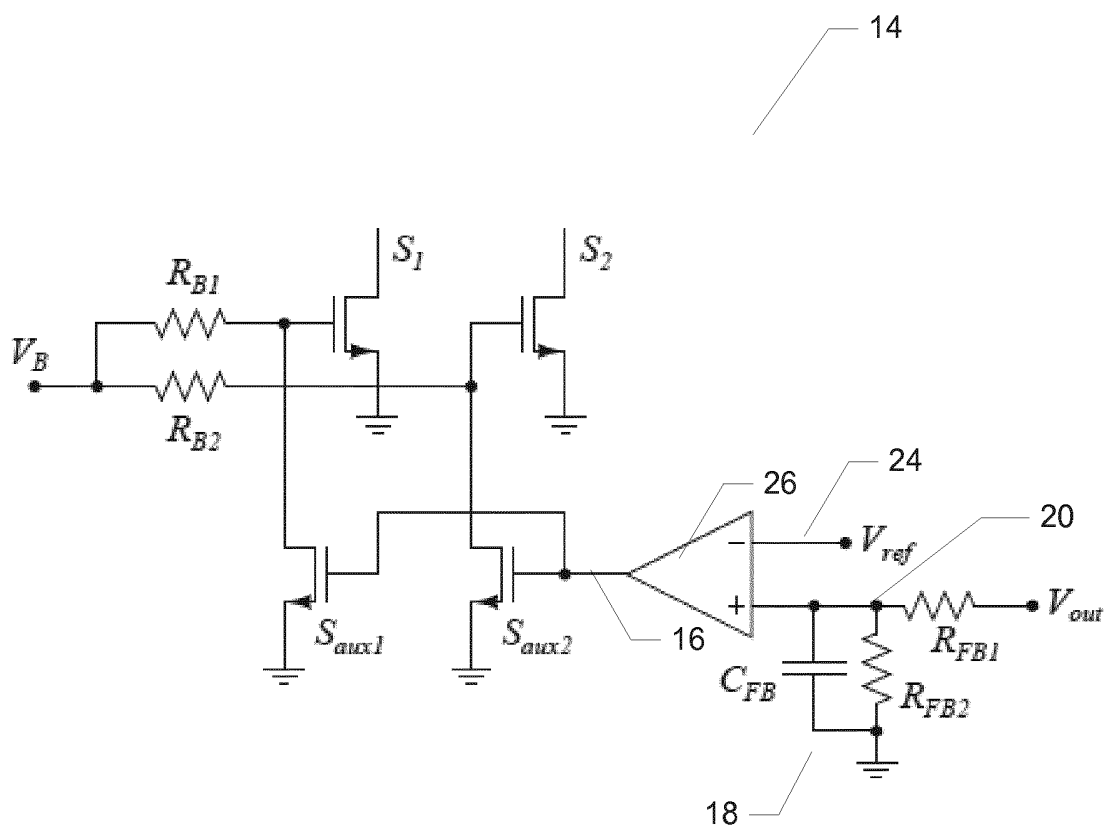 14
S1
S2
RB1
VB
RB2
24
26
20
Vref
−
+
Vout
Saux1
Saux2
16
RFB1
CFB
RFB2
18